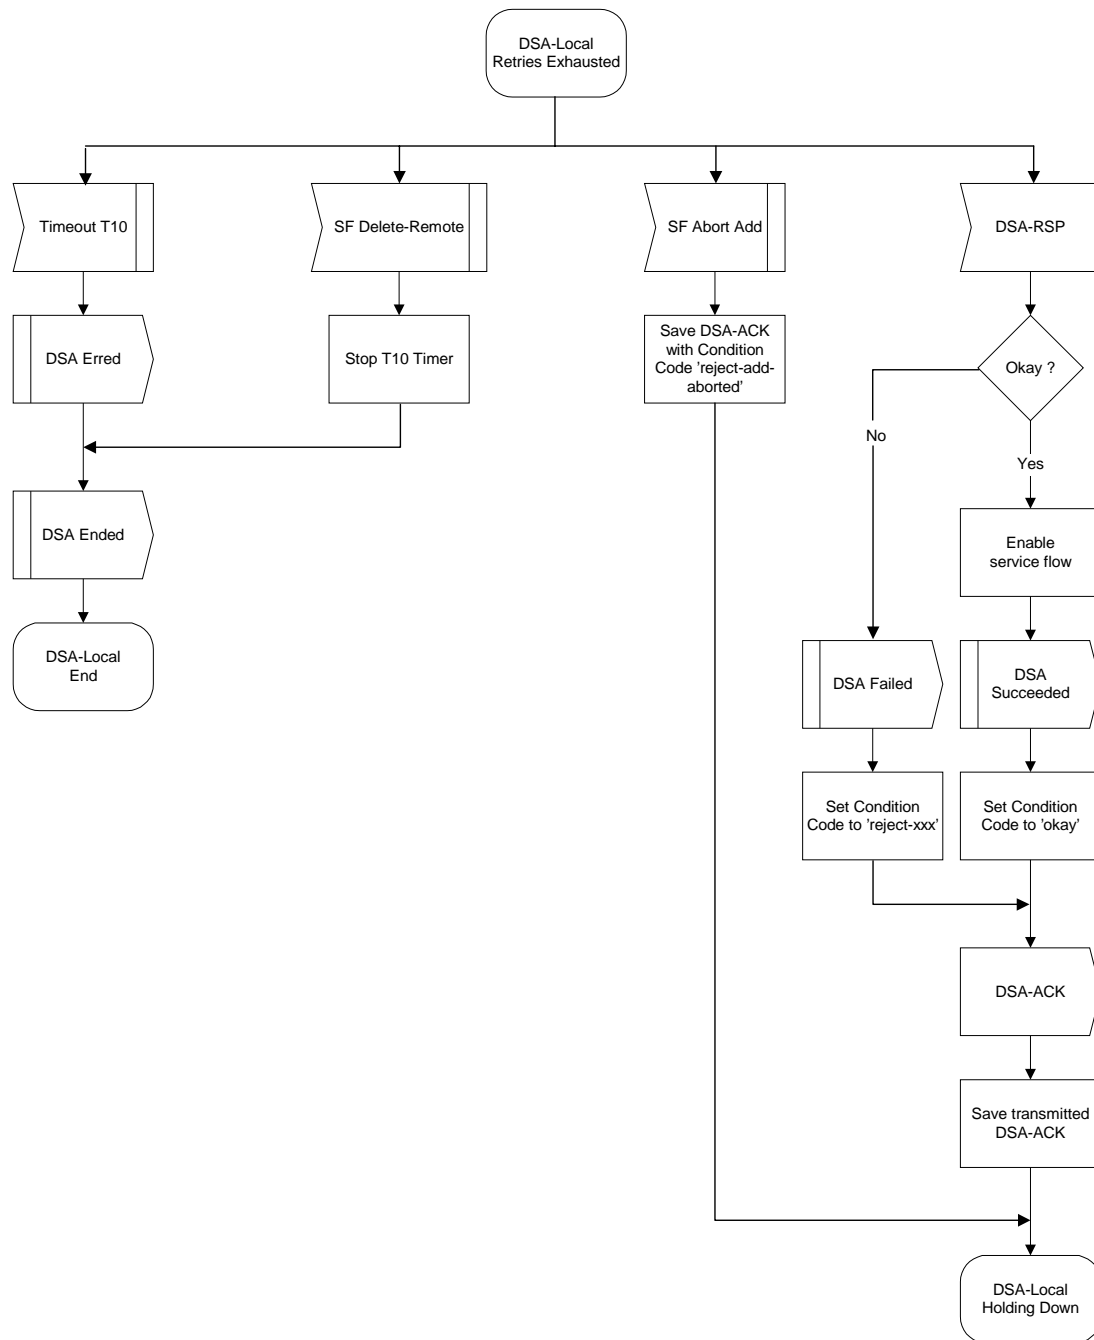 DSA-Local
Retries Exhausted
Timeout T10
SF Delete-Remote
SF Abort Add
DSA-RSP
DSA Erred
Stop T10 Timer
Save DSA-ACK
with Condition
Code 'reject-add-
aborted'
Okay ?
No
Yes
DSA Ended
Enable
service flow
DSA-Local
End
DSA Failed
DSA
Succeeded
Set Condition
Code to 'reject-xxx'
Set Condition
Code to 'okay'
DSA-ACK
Save transmitted
DSA-ACK
DSA-Local
Holding Down